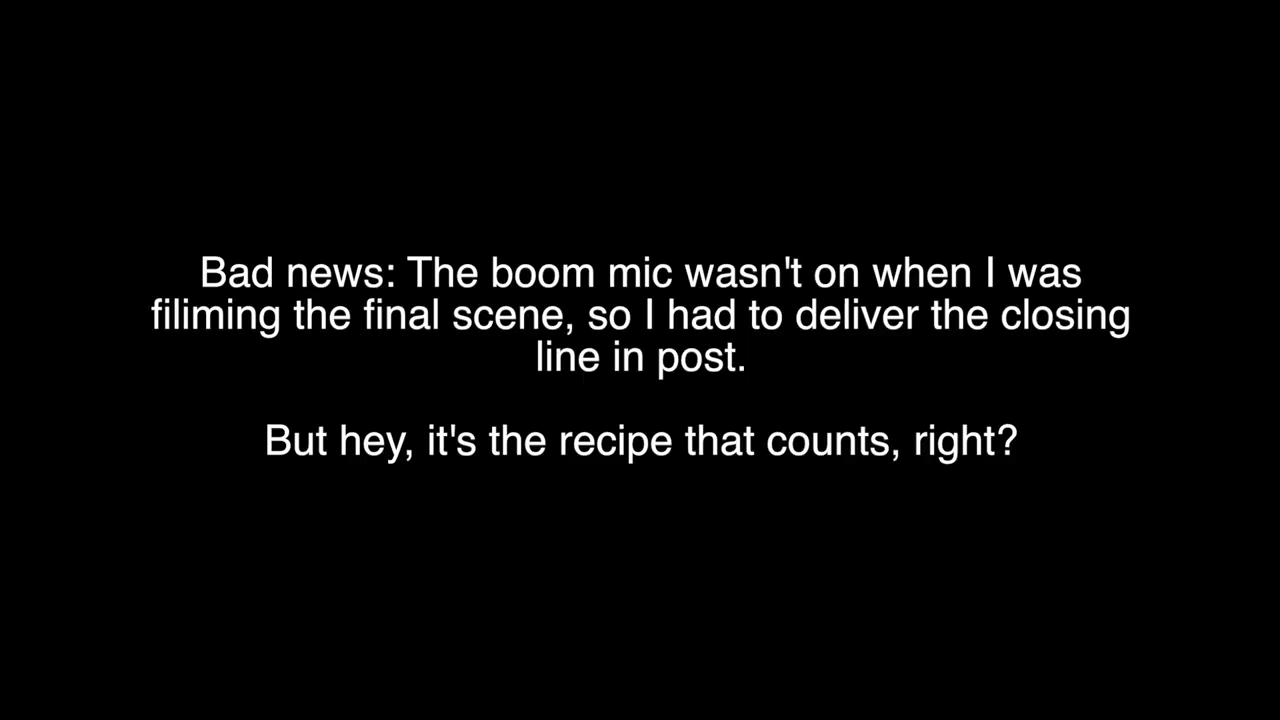 Bad news: The boom mic wasn't on when I was
filiming the final scene, so I had to deliver the closing
line in post.
But hey, it's the recipe that counts, right?